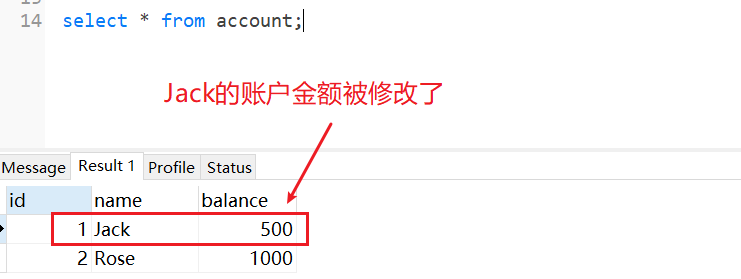 14 select * from account;
Jack的账户金额被修改了
Message Result 1 Profile Status
id name balance
1 Jack 500
2 Rose 1000